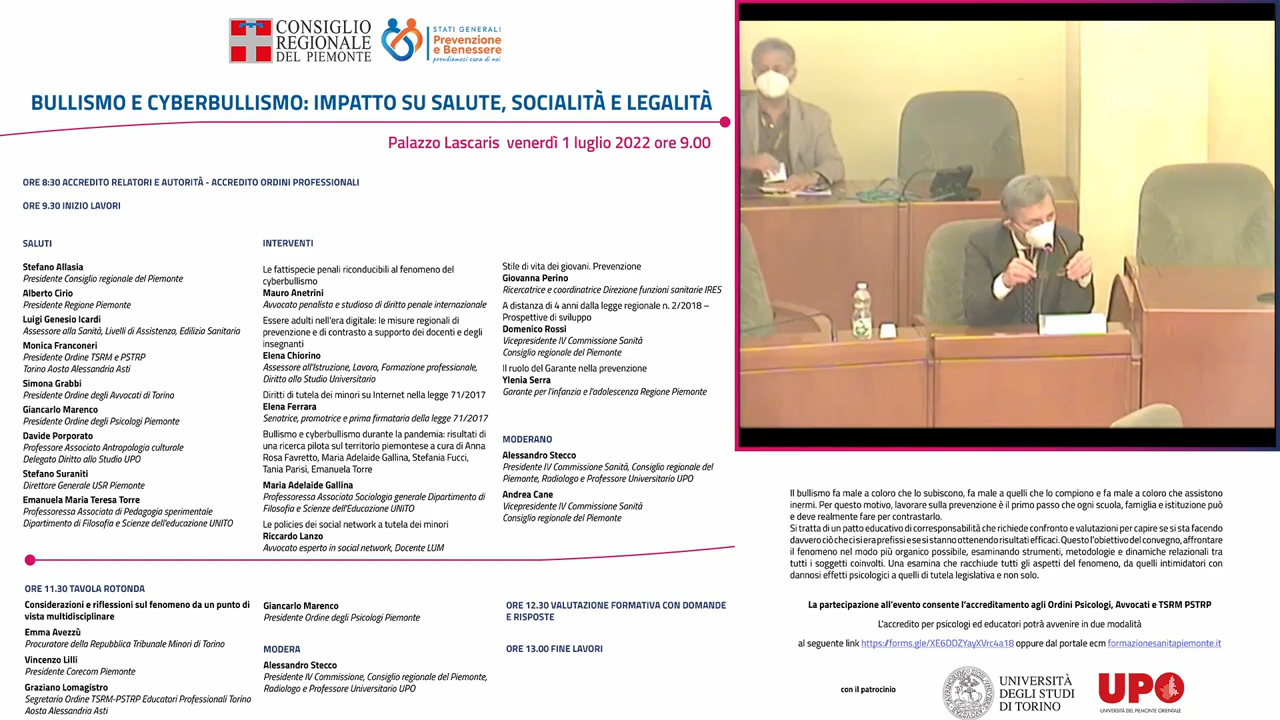 CONSIGLIO
REGIONALE
DEL PIEMONTE
STATI GENERALI
Prevenzione
e Benessere
prendiamoci cura di noi
BULLISMO E CYBERBULLISMO: IMPATTO SU SALUTE, SOCIALITÀ E LEGALITÀ
Palazzo Lascaris venerdì 1 luglio 2022 ore 9.00
ORE 8:30 ACCREDITO RELATORI E AUTORITÀ - ACCREDITO ORDINI PROFESSIONALI
ORE 9.30 INIZIO LAVORI
SALUTI
Stefano Allasia
Presidente Consiglio regionale del Piemonte
Alberto Cirio
Presidente Regione Piemonte
Luigi Genesio Icardi
Assessore alla Sanità, Livelli di Assistenza, Edilizia Sanitaria
Monica Franconeri
Presidente Ordine TSRM e PSTRP
Torino Aosta Alessandria Asti
Simona Grabbi
Presidente Ordine degli Avvocati di Torino
Giancarlo Marenco
Presidente Ordine degli Psicologi Piemonte
Davide Porporato
Professore Associato Antropologia culturale
Delegato Diritto allo Studio UPO
Stefano Suraniti
Direttore Generale USR Piemonte
Emanuela Maria Teresa Torre
Professoressa Associata di Pedagogia sperimentale
Dipartimento di Filosofia e Scienze dell'educazione UNITO
INTERVENTI
Le fattispecie penali riconducibili al fenomeno del
cyberbullismo
Mauro Anetrini
Avvocato penalista e studioso di diritto penale internazionale
Essere adulti nell'era digitale: le misure regionali di
prevenzione e di contrasto a supporto dei docenti e degli
insegnanti
Elena Chiorino
Assessore all'Istruzione, Lavoro, Formazione professionale,
Diritto allo Studio Universitario
Diritti di tutela dei minori su Internet nella legge 71/2017
Elena Ferrara
Senatrice, promotrice e prima firmataria della legge 71/2017
Bullismo e cyberbullismo durante la pandemia: risultati di
una ricerca pilota sul territorio piemontese a cura di Anna
Rosa Favretto, Maria Adelaide Gallina, Stefania Fucci,
Tania Parisi, Emanuela Torre
Maria Adelaide Gallina
Professoressa Associata Sociologia generale Dipartimento di
Filosofia e Scienze dell'Educazione UNITO
Le policies dei social network a tutela dei minori
Riccardo Lanzo
Avvocato esperto in social network, Docente LUM
Stile di vita dei giovani. Prevenzione
Giovanna Perino
Ricercatrice e coordinatrice Direzione funzioni sanitarie IRES
A distanza di 4 anni dalla legge regionale n. 2/2018 –
Prospettive di sviluppo
Domenico Rossi
Vicepresidente IV Commissione Sanità
Consiglio regionale del Piemonte
Il ruolo del Garante nella prevenzione
Ylenia Serra
Garante per l'infanzia e l'adolescenza Regione Piemonte
MODERANO
Alessandro Stecco
Presidente IV Commissione Sanità, Consiglio regionale del
Piemonte, Radiologo e Professore Universitario UPO
Andrea Cane
Vicepresidente IV Commissione Sanità
Consiglio regionale del Piemonte
ORE 11.30 TAVOLA ROTONDA
Considerazioni e riflessioni sul fenomeno da un punto di
vista multidisciplinare
Emma Avezzù
Procuratore della Repubblica Tribunale Minori di Torino
Vincenzo Lilli
Presidente Corecom Piemonte
Graziano Lomagistro
Segretario Ordine TSRM-PSTRP Educatori Professionali Torino
Aosta Alessandria Asti
Giancarlo Marenco
Presidente Ordine degli Psicologi Piemonte
MODERA
Alessandro Stecco
Presidente IV Commissione, Consiglio regionale del Piemonte,
Radiologo e Professore Universitario UPO
ORE 12.30 VALUTAZIONE FORMATIVA CON DOMANDE
E RISPOSTE
ORE 13.00 FINE LAVORI
Il bullismo fa male a coloro che lo subiscono, fa male a quelli che lo compiono e fa male a coloro che assistono
inermi. Per questo motivo, lavorare sulla prevenzione è il primo passo che ogni scuola, famiglia e istituzione può
e deve realmente fare per contrastarlo.
Si tratta di un patto educativo di corresponsabilità che richiede confronto e valutazioni per capire se si sta facendo
davvero ciò che ci si era prefissi e se si stanno ottenendo risultati efficaci. Questo l'obiettivo del convegno, affrontare
il fenomeno nel modo più organico possibile, esaminando strumenti, metodologie e dinamiche relazionali tra
tutti i soggetti coinvolti. Una esamina che racchiude tutti gli aspetti del fenomeno, da quelli intimidatori con
dannosi effetti psicologici a quelli di tutela legislativa e non solo.
La partecipazione all'evento consente l'accreditamento agli Ordini Psicologi, Avvocati e TSRM PSTRP
L'accredito per psicologi ed educatori potrà avvenire in due modalità
al seguente link https://forms.gle/XE6DDZYayXVrc4a18 oppure dal portale ecm formazionesanitapiemonte.it
con il patrocinio
UNIVERSITÀ
DEGLI STUDI
DI TORINO
UPO
UNIVERSITÀ DEL PIEMONTE ORIENTALE